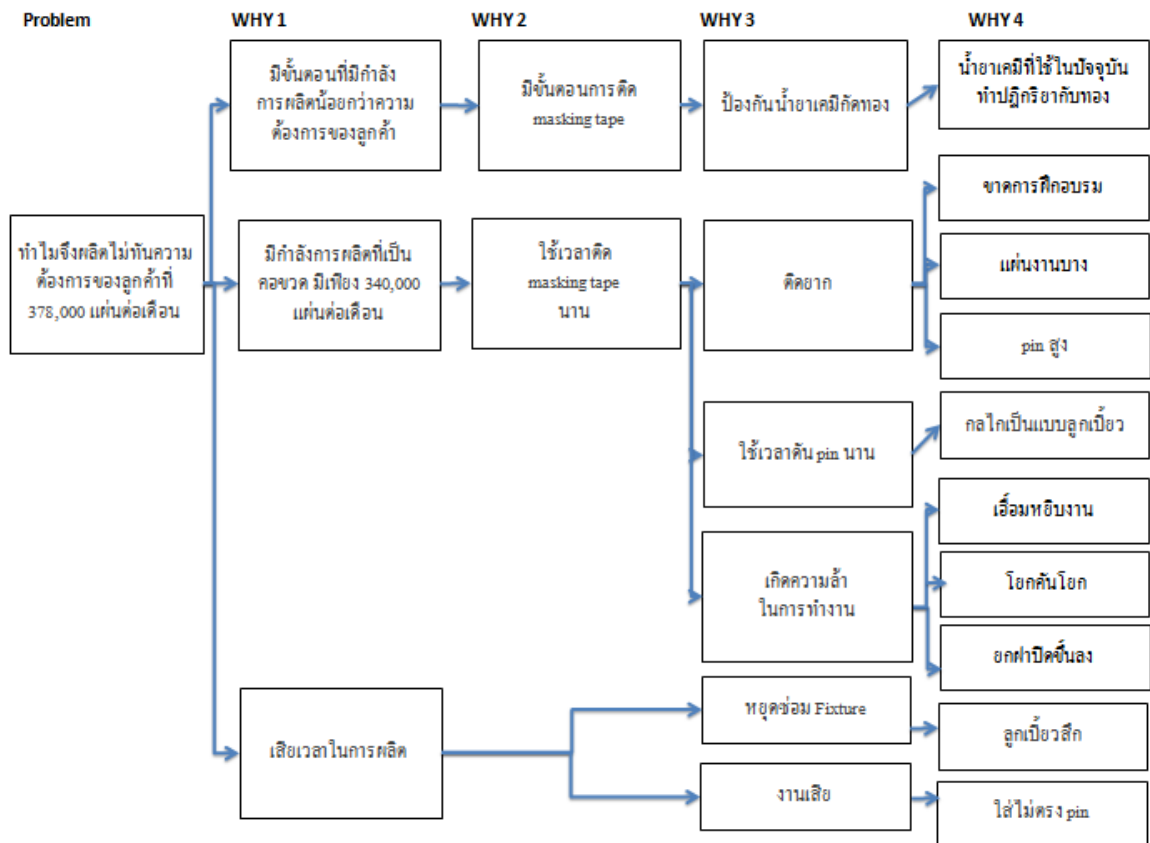 Problem
WHY 1
WHY 2
WHY 3
WHY 4
ทำไมจึงผลิตไม่ทันความ
ต้องการของลูกค้าที่
378,000 แผ่นต่อเดือน
มีขั้นตอนที่มีกำลัง
การผลิตน้อยกว่าความ
ต้องการของลูกค้า
มีขั้นตอนการติด
masking tape
ป้องกันน้ำยาเคมีกัดทอง
น้ำยาเคมีที่ใช้ในปัจจุบัน
ทำปฏิกริยากับทอง
มีกำลังการผลิตที่เป็น
คอขวด มีเพียง 340,000
แผ่นต่อเดือน
ใช้เวลาติด
masking tape
นาน
ติดยาก
ขาดการฝึกอบรม
แผ่นงานบาง
pin สูง
ใช้เวลาดัน pin นาน
กลไกเป็นแบบลูกเบี้ยว
เกิดความล้า
ในการทำงาน
เอื้อมหยิบงาน
โยกคันโยก
ยกฝาปิดขึ้นลง
เสียเวลาในการผลิต
หยุดซ่อม Fixture
ลูกเบี้ยวสึก
งานเสีย
ใส่ไม่ตรง pin